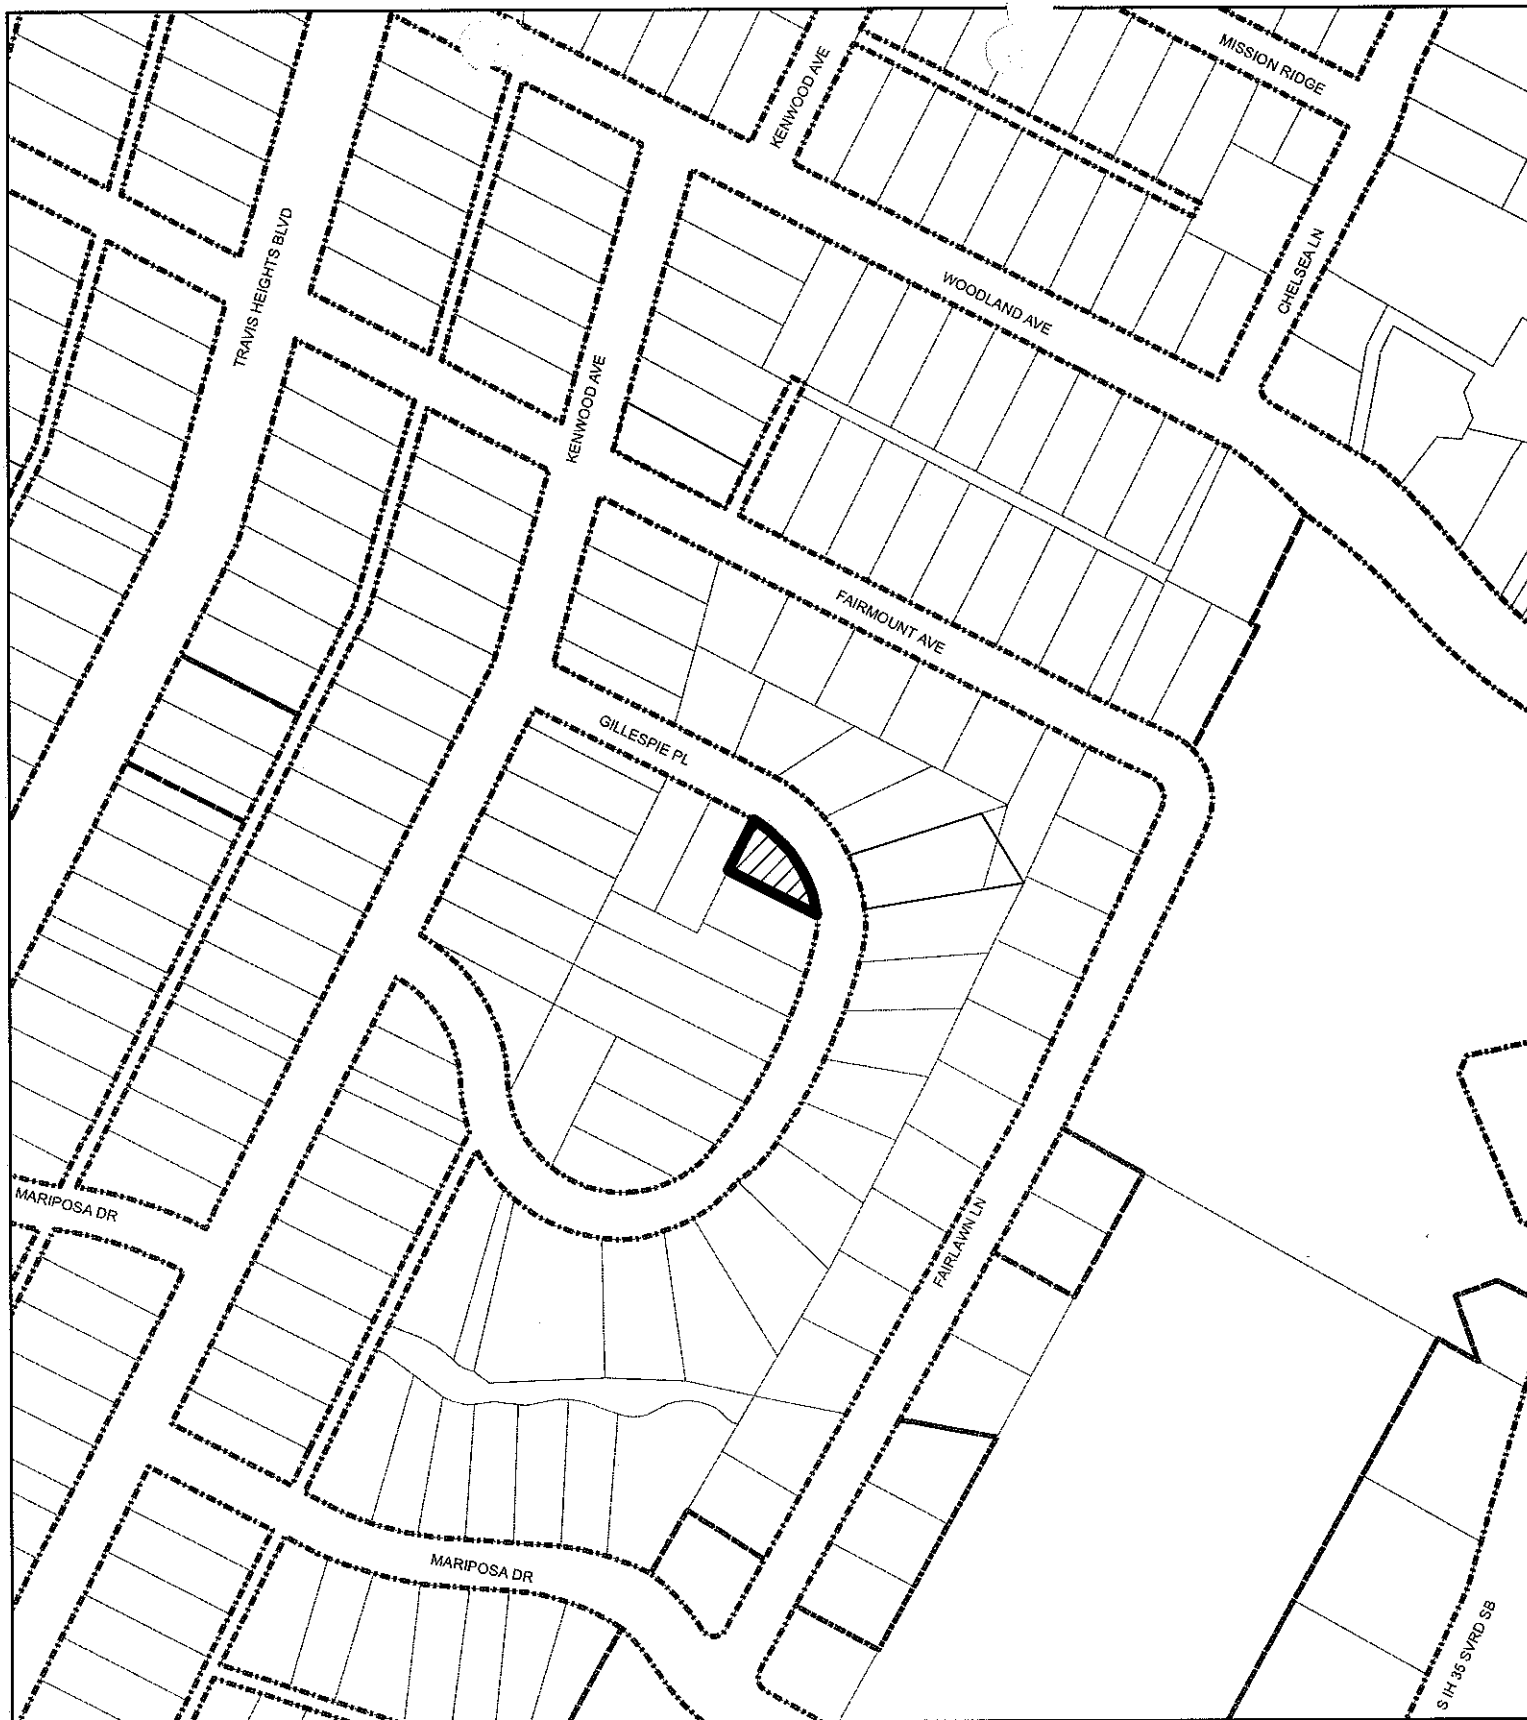 MISSION RIDGE
KENWOOD AVE
TRAVIS HEIGHTS BLVD
CHELSEA LN
WOODLAND AVE
KENWOOD AVE
FAIRMOUNT AVE
GILLESPIE PL
MARIPOSA DR
FAIRLAWN LN
MARIPOSA DR
S IH 35 SVRD SB